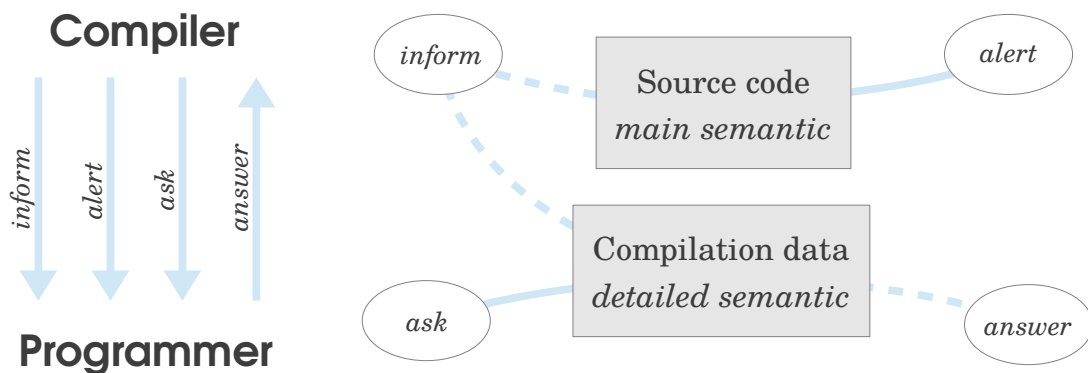 Compiler
inform
alert
ask
answer
Programmer
inform
Source code
main semantic
alert
Compilation data
detailed semantic
ask
answer